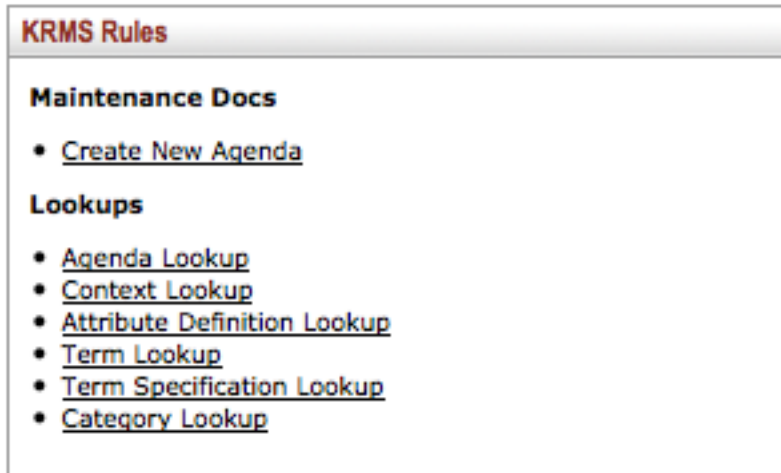 KRMS Rules
Maintenance Docs
• Create New Agenda
Lookups
• Agenda Lookup
• Context Lookup
• Attribute Definition Lookup
• Term Lookup
• Term Specification Lookup
• Category Lookup